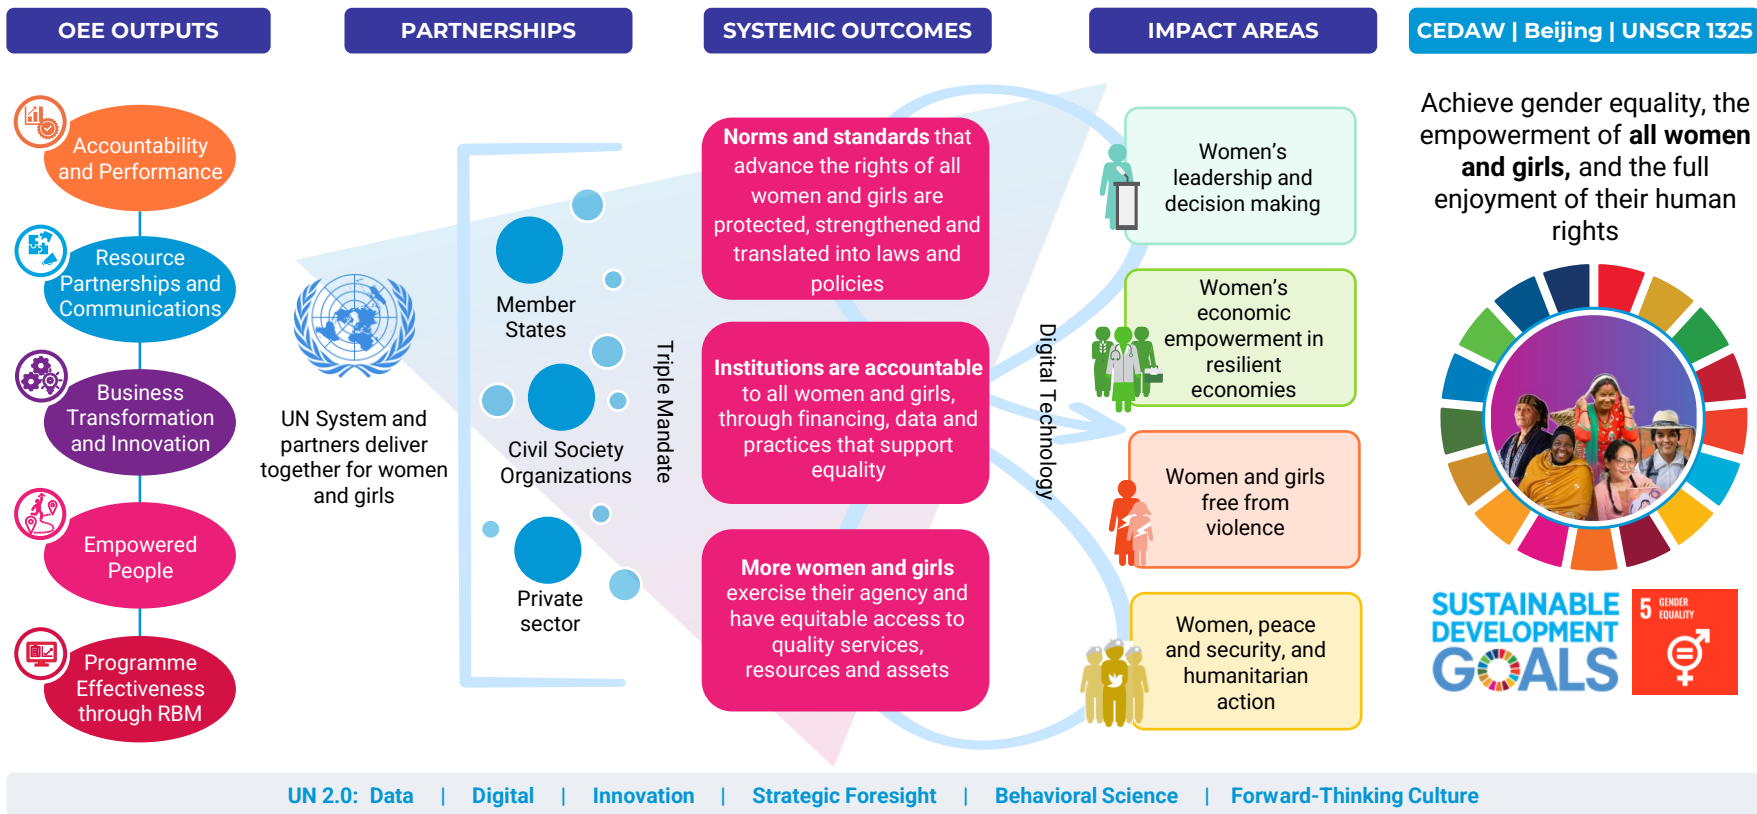 OEE OUTPUTS
PARTNERSHIPS
SYSTEMIC OUTCOMES
IMPACT AREAS
CEDAW | Beijing | UNSCR 1325
Accountability
and Performance
Resource
Partnerships and
Communications
Business
Transformation
and Innovation
Empowered
People
Programme
Effectiveness
through RBM
UN System and
partners deliver
together for women
and girls
Member
States
Civil Society
Organizations
Private
sector
Triple Mandate
Norms and standards that
advance the rights of all
women and girls are
protected, strengthened and
translated into laws and
policies
Institutions are accountable
to all women and girls,
through financing, data and
practices that support
equality
More women and girls
exercise their agency and
have equitable access to
quality services,
resources and assets
Digital Technology
Women’s
leadership and
decision making
Women’s
economic
empowerment in
resilient
economies
Women and girls
free from
violence
Women, peace
and security, and
humanitarian
action
Achieve gender equality, the
empowerment of all women
and girls, and the full
enjoyment of their human
rights
SUSTAINABLE
DEVELOPMENT
GOALS
5 GENDER
EQUALITY
UN 2.0: Data | Digital | Innovation | Strategic Foresight | Behavioral Science | Forward-Thinking Culture